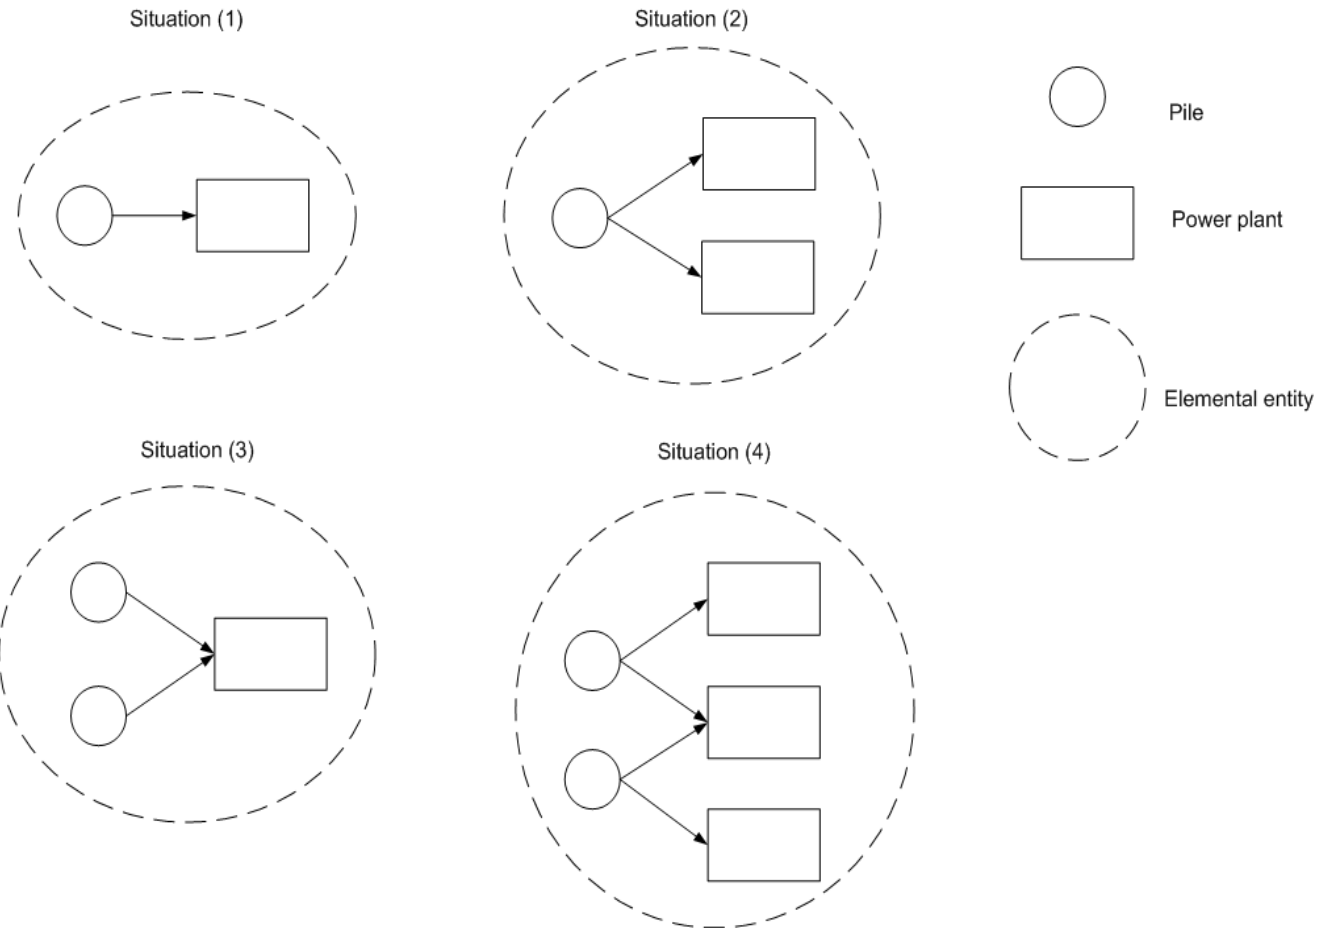 Situation (1)
Situation (2)
Pile
Power plant
Elemental entity
Situation (3)
Situation (4)